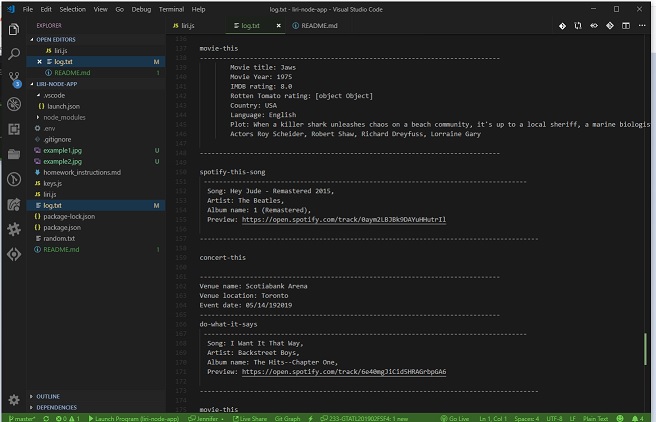 File Edit Selection View Go Debug Terminal Help log.txt - liri-node-app - Visual Studio Code
EXPLORER
OPEN EDITORS
JS liri.js
log.txt M
README.md 1
LIRI-NODE-APP
.vscode
launch.json
node_modules
.env
.gitignore
example1.jpg U
example2.jpg U
homework_instructions.md
JS keys.js
JS liri.js
log.txt M
package-lock.json
package.json
random.txt
README.md 1
OUTLINE
DEPENDENCIES
JS liri.js log.txt README.md
136
137 movie-this
138 ----------------------------------------------------------------
139 Movie title: Jaws
140 Movie Year: 1975
141 IMDB rating: 8.0
142 Rotten Tomato rating: [object Object]
143 Country: USA
144 Language: English
145 Plot: When a killer shark unleashes chaos on a beach community, it's up to a local sheriff, a marine biologis
146 Actors Roy Scheider, Robert Shaw, Richard Dreyfuss, Lorraine Gary
147
148 ----------------------------------------------------------------
149
150 spotify-this-song
151 ----------------------------------------------------------------
152 Song: Hey Jude - Remastered 2015,
153 Artist: The Beatles,
154 Album name: 1 (Remastered),
155 Preview: https://open.spotify.com/track/0aym2LBJBk9DAYuHHutrIl
156
157 ----------------------------------------------------------------
158
159 concert-this
160
161 ----------------------------------------------------------------
162 Venue name: Scotiabank Arena
163 Venue location: Toronto
164 Event date: 05/14/192019
165 ----------------------------------------------------------------
166 do-what-it-says
167 ----------------------------------------------------------------
168 Song: I Want It That Way,
169 Artist: Backstreet Boys,
170 Album name: The Hits--Chapter One,
171 Preview: https://open.spotify.com/track/6e40mgJiCid5HRAGrbpGA6
172
173 ----------------------------------------------------------------
174
175 movie-this
3
master* 0 1 Launch Program (liri-node-app) Jennifer Live Share Git Graph 233-GTATL201902FSF4: 1 new Go Live Ln 1, Col 1 Spaces: 4 UTF-8 LF Plain Text 4